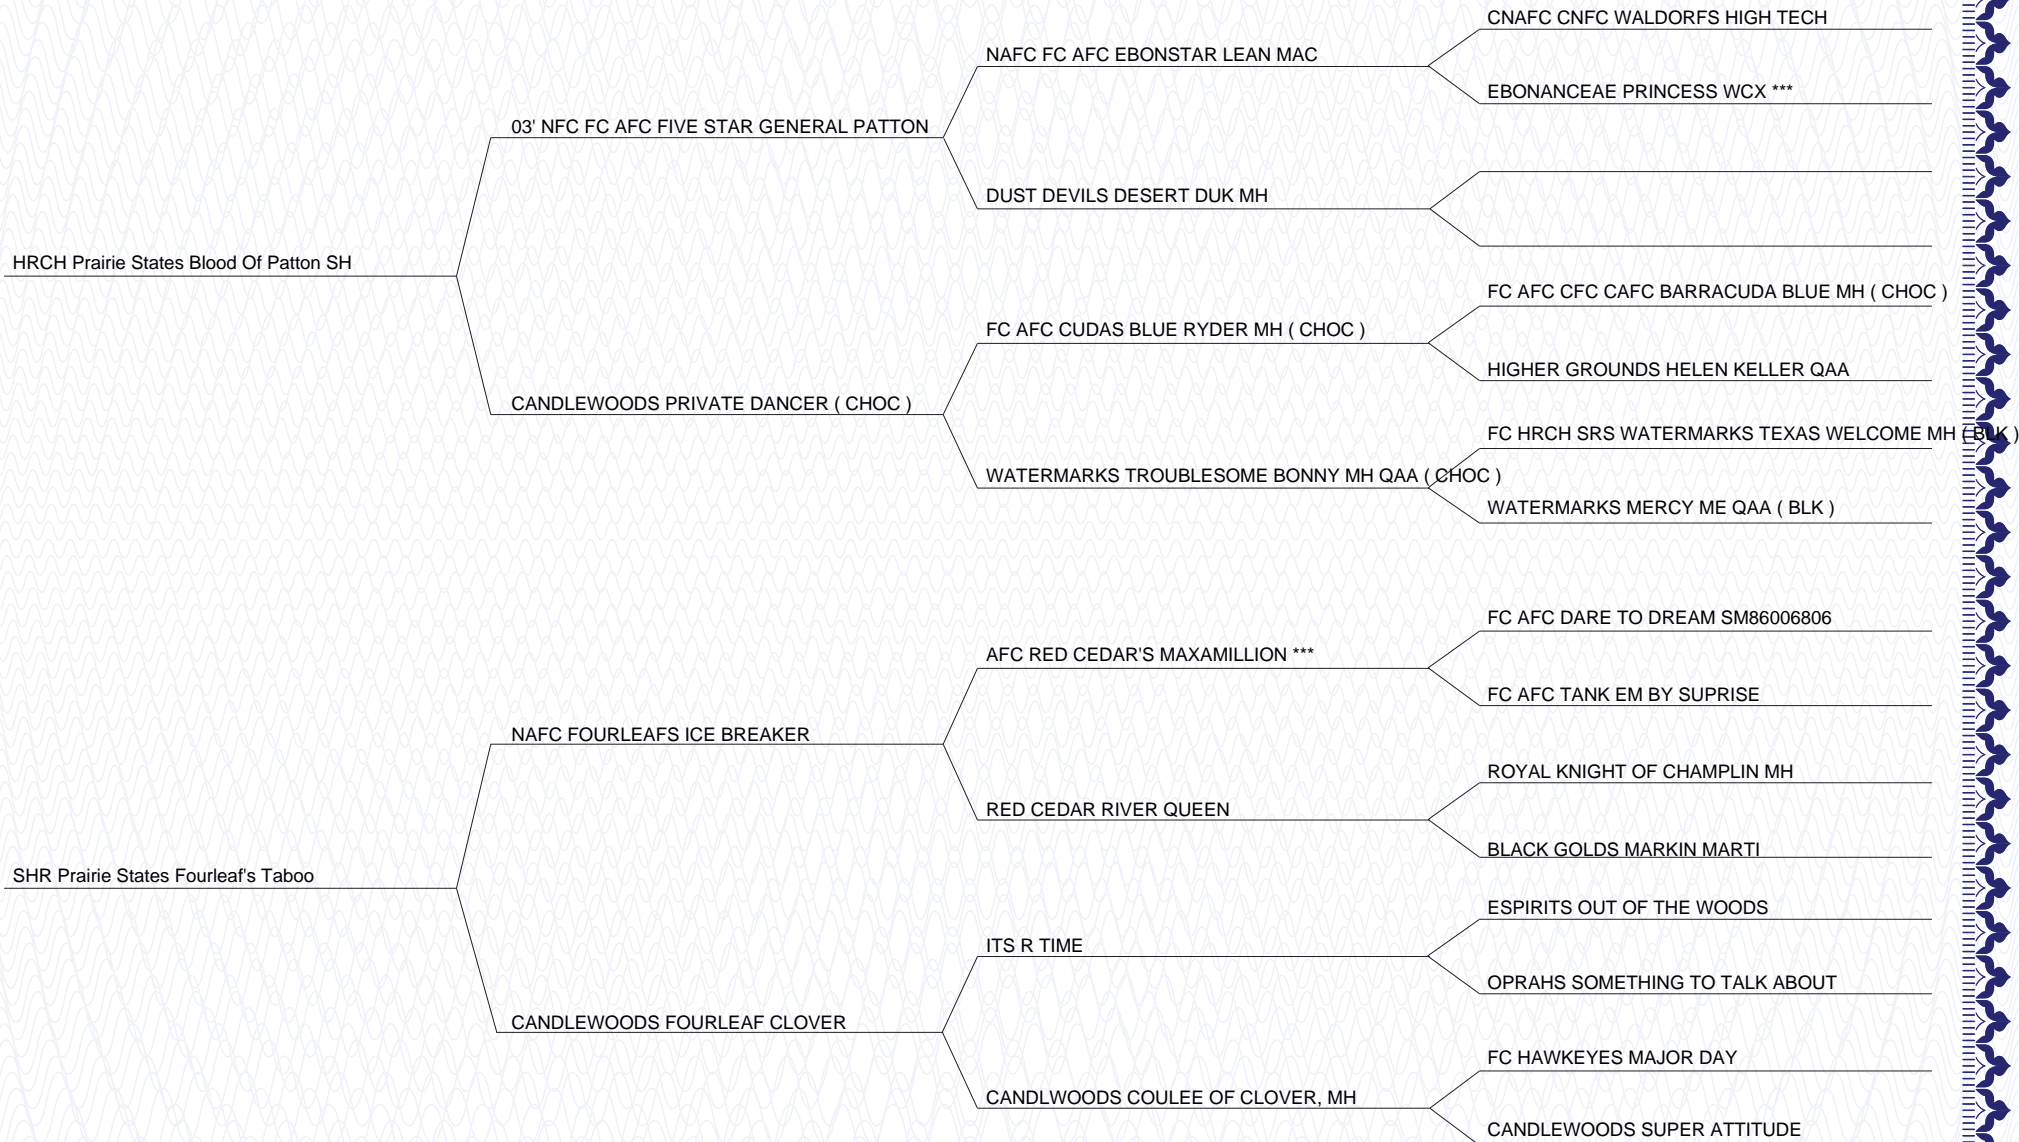 CNAFC CNFC WALDORFS HIGH TECH
NAFC FC AFC EBONSTAR LEAN MAC
EBONANCEAE PRINCESS WCX ***
03' NFC FC AFC FIVE STAR GENERAL PATTON
DUST DEVILS DESERT DUK MH
HRCH Prairie States Blood Of Patton SH
FC AFC CFC CAFC BARRACUDA BLUE MH ( CHOC )
FC AFC CUDAS BLUE RYDER MH ( CHOC )
HIGHER GROUNDS HELEN KELLER QAA
CANDLEWOODS PRIVATE DANCER ( CHOC )
FC HRCH SRS WATERMARKS TEXAS WELCOME MH ( BLK )
WATERMARKS TROUBLESOME BONNY MH QAA ( CHOC )
WATERMARKS MERCY ME QAA ( BLK )
FC AFC DARE TO DREAM SM86006806
AFC RED CEDAR'S MAXAMILLION ***
FC AFC TANK EM BY SUPRISE
NAFC FOURLEAFS ICE BREAKER
ROYAL KNIGHT OF CHAMPLIN MH
RED CEDAR RIVER QUEEN
BLACK GOLDS MARKIN MARTI
SHR Prairie States Fourleaf's Taboo
ESPIRITS OUT OF THE WOODS
ITS R TIME
OPRAHS SOMETHING TO TALK ABOUT
CANDLEWOODS FOURLEAF CLOVER
FC HAWKEYES MAJOR DAY
CANDLWOODS COULEE OF CLOVER, MH
CANDLEWOODS SUPER ATTITUDE